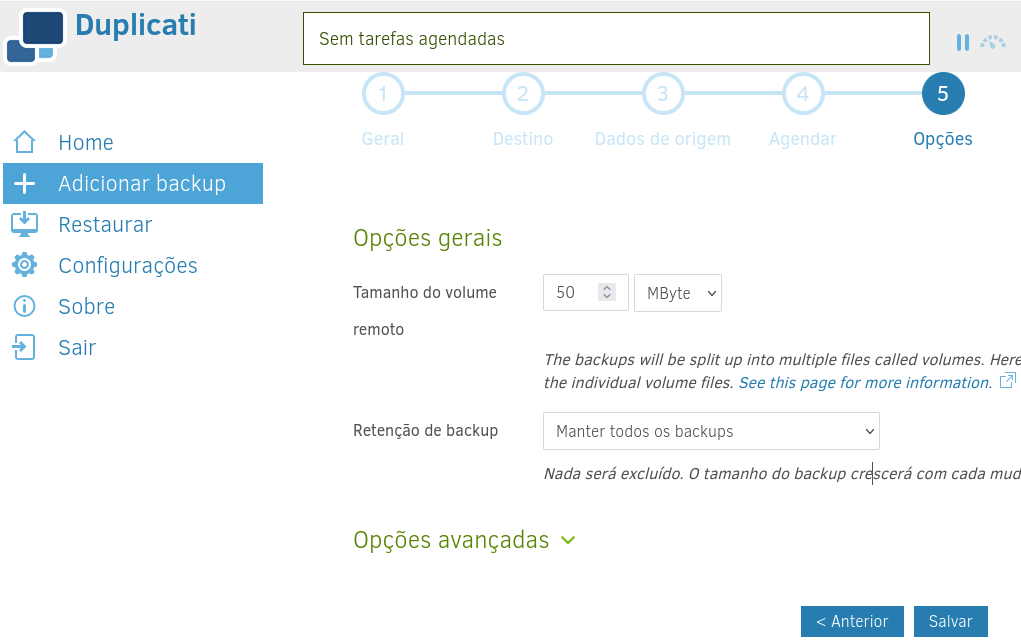 Duplicati
Sem tarefas agendadas
1 2 3 4 5
Geral Destino Dados de origem Agendar Opções
Home
Adicionar backup
Restaurar
Configurações
Sobre
Sair
Opções gerais
Tamanho do volume remoto
50 MByte
The backups will be split up into multiple files called volumes. Here
the individual volume files. See this page for more information.
Retenção de backup
Manter todos os backups
Nada será excluído. O tamanho do backup crescerá com cada mud
Opções avançadas
< Anterior Salvar